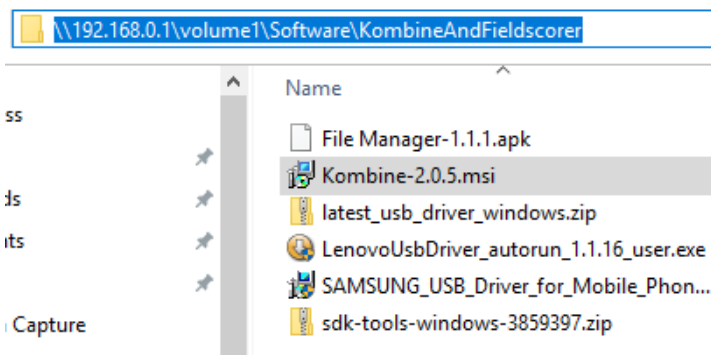 \\192.168.0.1\volume1\Software\KombineAndFieldscorer
Name
ss
File Manager-1.1.1.apk
Kombine-2.0.5.msi
ds
latest_usb_driver_windows.zip
nts
LenovoUsbDriver_autorun_1.1.16_user.exe
SAMSUNG_USB_Driver_for_Mobile_Phon...
Capture
sdk-tools-windows-3859397.zip